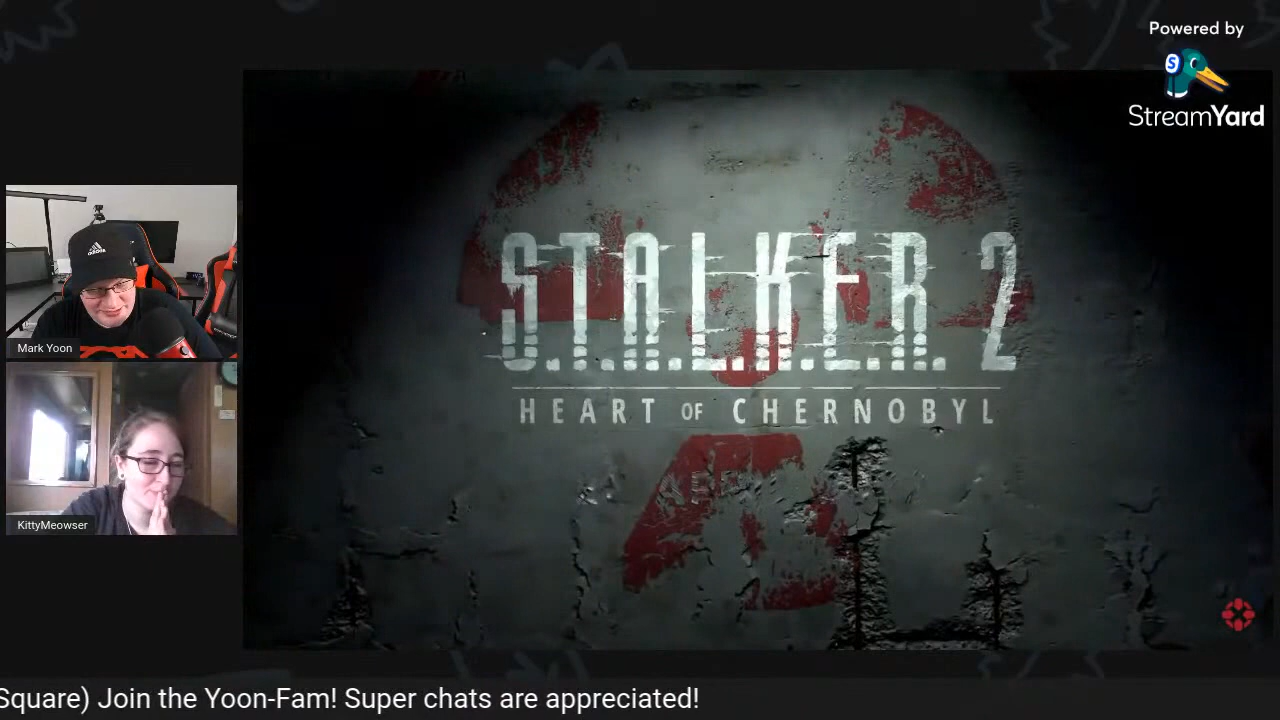 Powered by
StreamYard
S.T.A.L.K.E.R. 2
HEART OF CHERNOBYL
adidas
Mark Yoon
KittyMeowser
Square) Join the Yoon-Fam! Super chats are appreciated!